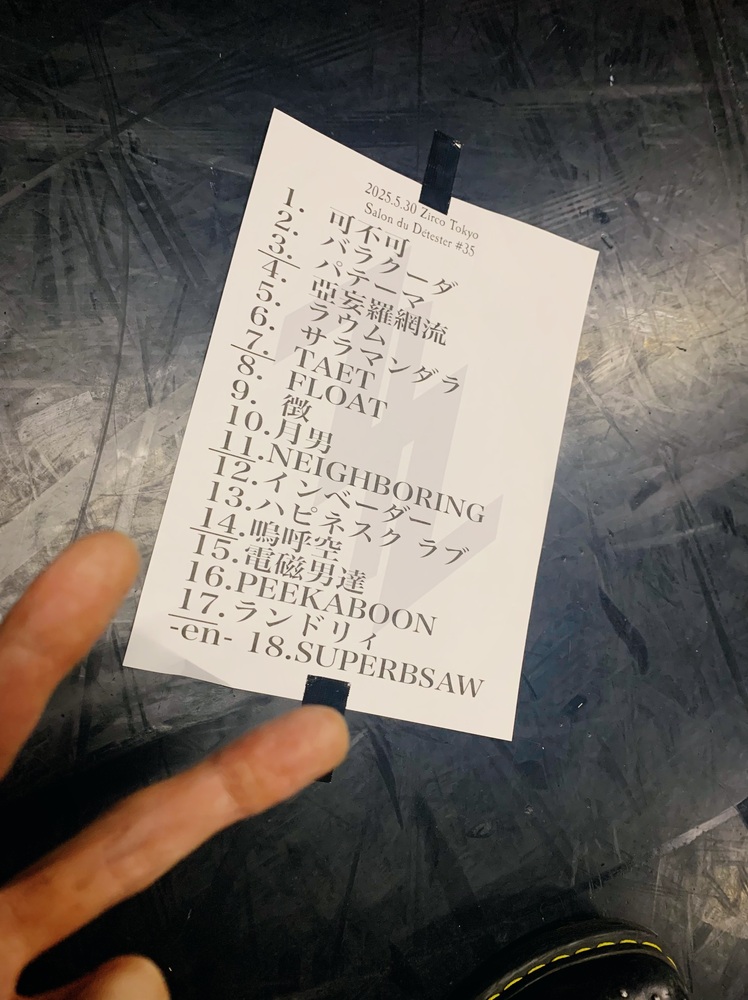 2025.5.30 Zirco Tokyo
Salon du Détester #35
1. 可不可
2. バラクーダ
3. パテーマ
4. 亞妄羅網流
5. ラウム
6. サラマンダラ
7. TAET
8. FLOAT
9. 徴
10.月男
11.NEIGHBORING
12.インベーダー
13.ハピネスク ラブ
14.嗚呼空
15.電磁男達
16.PEEKABOON
17.ランドリィ
-en- 18.SUPERBSAW